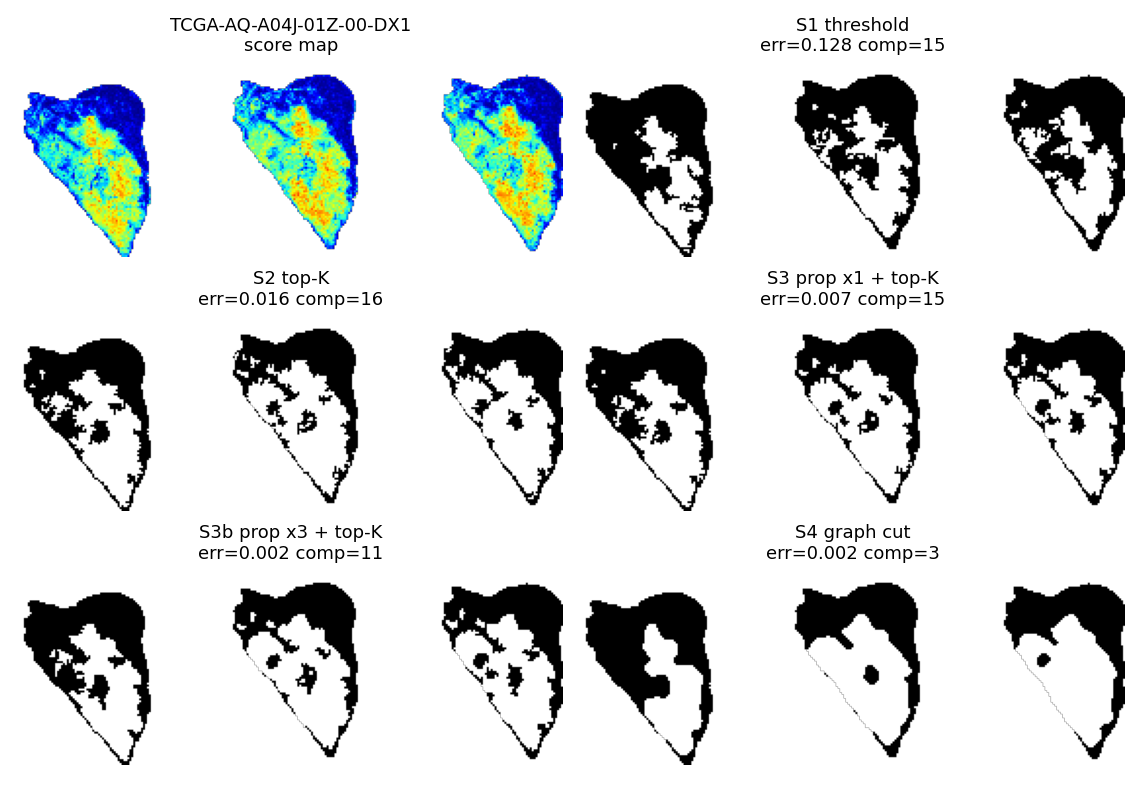 TCGA-AQ-A04J-01Z-00-DX1
score map
S1 threshold
err=0.128 comp=15
S2 top-K
err=0.016 comp=16
S3 prop x1 + top-K
err=0.007 comp=15
S3b prop x3 + top-K
err=0.002 comp=11
S4 graph cut
err=0.002 comp=3